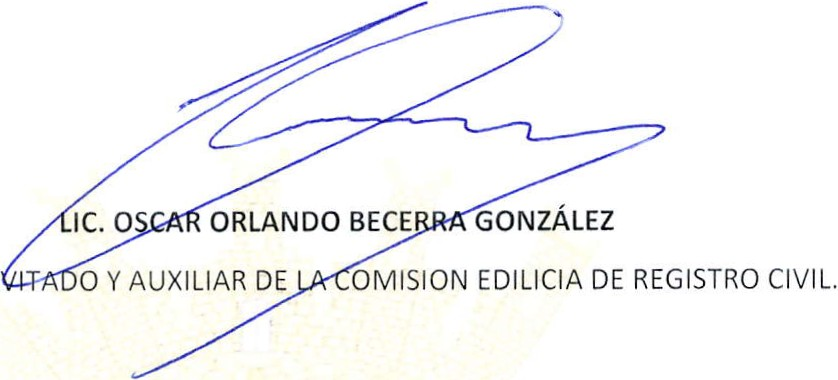 LIC. OSCAR ORLANDO BECERRA GONZÁLEZ
VITADO Y AUXILIAR DE LA COMISION EDILICIA DE REGISTRO CIVIL.